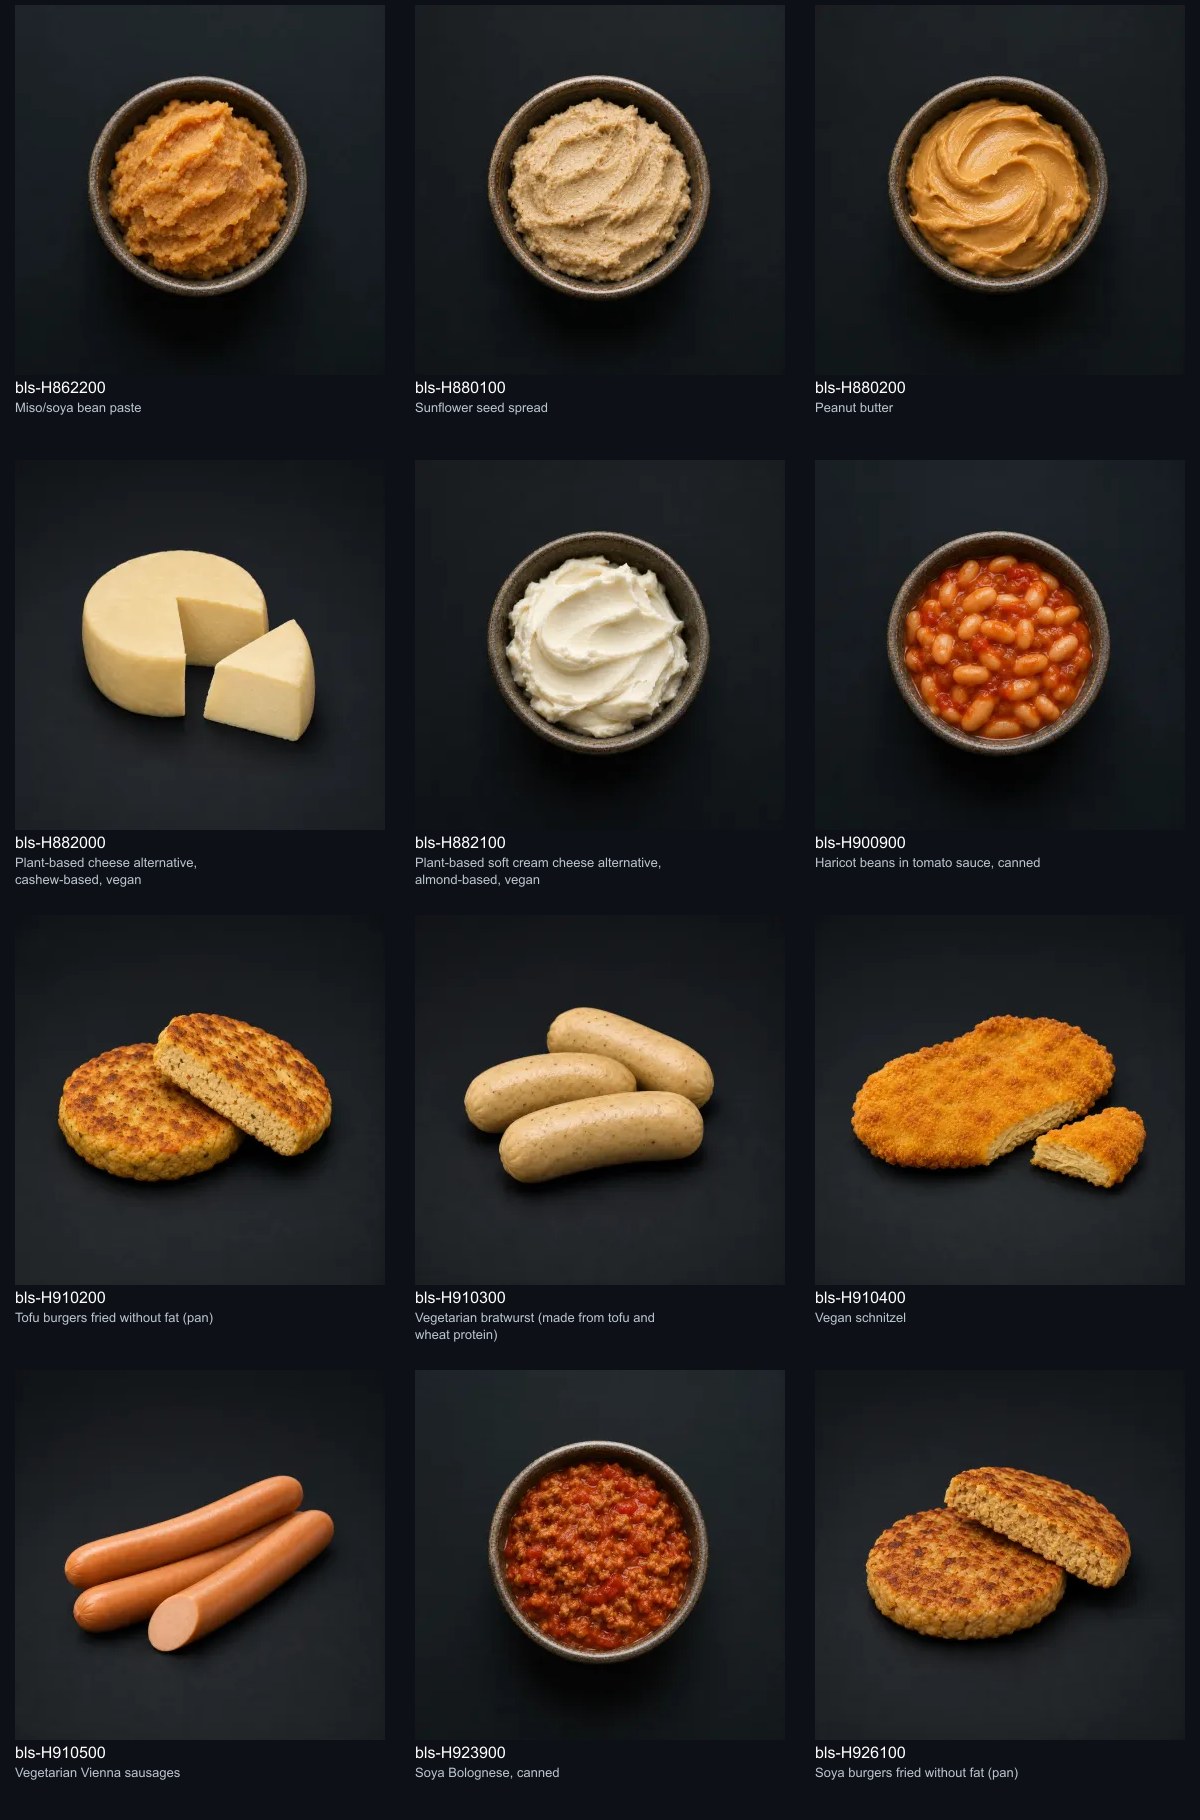 bls-H862200
Miso/soya bean paste
bls-H880100
Sunflower seed spread
bls-H880200
Peanut butter
bls-H882000
Plant-based cheese alternative,
cashew-based, vegan
bls-H882100
Plant-based soft cream cheese alternative,
almond-based, vegan
bls-H900900
Haricot beans in tomato sauce, canned
bls-H910200
Tofu burgers fried without fat (pan)
bls-H910300
Vegetarian bratwurst (made from tofu and
wheat protein)
bls-H910400
Vegan schnitzel
bls-H910500
Vegetarian Vienna sausages
bls-H923900
Soya Bolognese, canned
bls-H926100
Soya burgers fried without fat (pan)